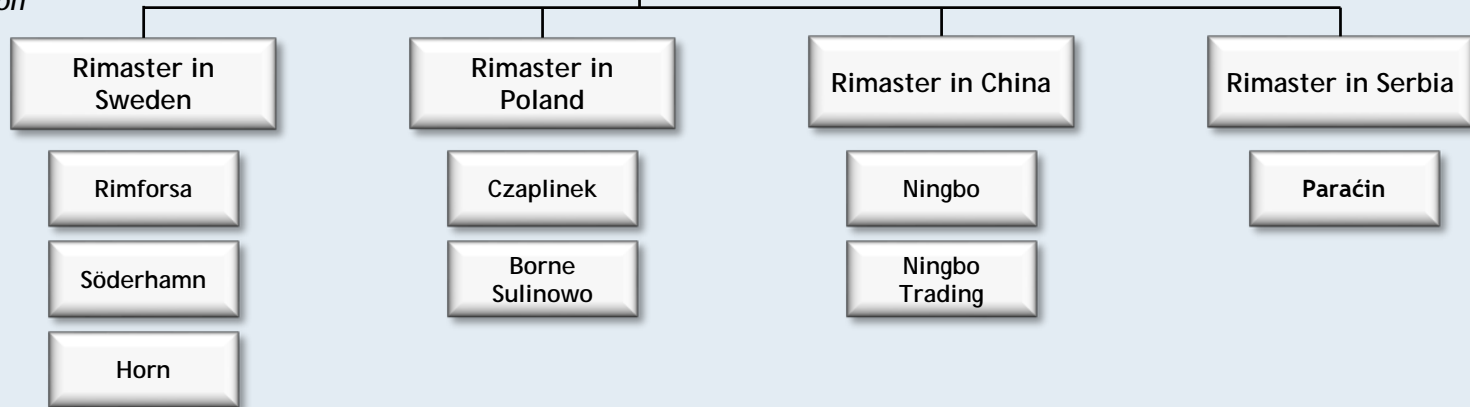 Rimaster in
Sweden
Rimforsa
Söderhamn
Horn
Rimaster in
Poland
Czaplinek
Borne
Sulinowo
Rimaster in China
Ningbo
Ningbo
Trading
Rimaster in Serbia
Paraćin